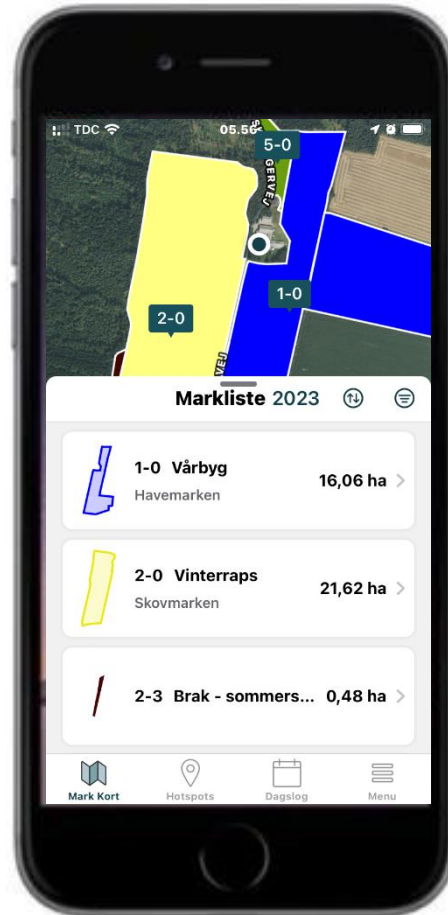 TDC
05.56
5-0
GERVEJ
1-0
2-0
VEJ
Markliste 2023
1-0 Vårbyg
Havemarken
16,06 ha
2-0 Vinterraps
Skovmarken
21,62 ha
2-3 Brak - sommers... 0,48 ha
Mark Kort
Hotspots
Dagslog
Menu